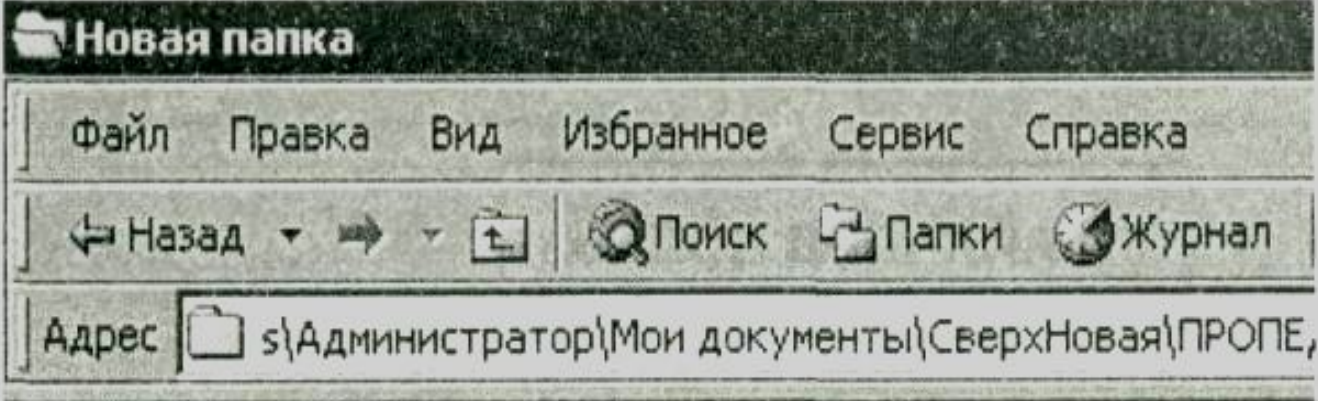 Новая папка
Файл Правка Вид Избранное Сервис Справка
Назад Поиск Папки Журнал
Адрес s\Администратор\Мои документы\СверхНовая\ПРОПЕ,